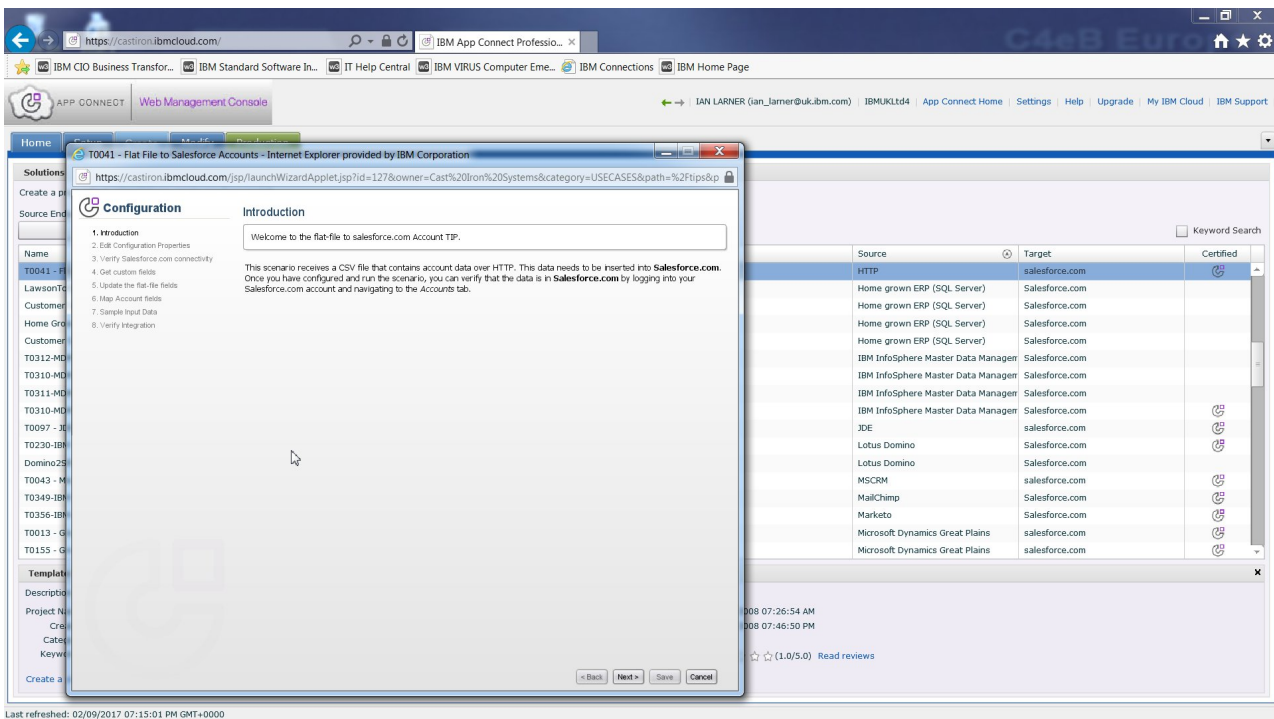 C4eB Euro
https://castiron.ibmcloud.com/
IBM App Connect Professio...
IBM CIO Business Transfor...
IBM Standard Software In...
IT Help Central
IBM VIRUS Computer Eme...
IBM Connections
IBM Home Page
APP CONNECT
Web Management Console
IAN LARNER (ian_larner@uk.ibm.com) | IBMUKLtd4 | App Connect Home | Settings | Help | Upgrade | My IBM Cloud | IBM Support
Home
T0041 - Flat File to Salesforce Accounts - Internet Explorer provided by IBM Corporation
https://castiron.ibmcloud.com/jsp/launchWizardApplet.jsp?id=127&owner=Cast%20Iron%20Systems&category=USECASES&path=%2Ftips&p
Configuration
1. Introduction
2. Edit Configuration Properties
3. Verify Salesforce.com connectivity
4. Get custom fields
5. Update the flat-file fields
6. Map Account fields
7. Sample Input Data
8. Verify Integration
Introduction
Welcome to the flat-file to salesforce.com Account TIP.
This scenario receives a CSV file that contains account data over HTTP. This data needs to be inserted into Salesforce.com.
Once you have configured and run the scenario, you can verify that the data is in Salesforce.com by logging into your
Salesforce.com account and navigating to the Accounts tab.
< Back
Next >
Save
Cancel
Solutions
Create a p
Source End
Keyword Search
Name
Source
Target
Certified
T0041 - F
HTTP
salesforce.com
LawsonTo
Home grown ERP (SQL Server)
Salesforce.com
Customer
Home grown ERP (SQL Server)
Salesforce.com
Home Gro
Home grown ERP (SQL Server)
Salesforce.com
Customer
Home grown ERP (SQL Server)
Salesforce.com
T0312-MD
IBM InfoSphere Master Data Managem
Salesforce.com
T0310-MD
IBM InfoSphere Master Data Managem
Salesforce.com
T0311-MD
IBM InfoSphere Master Data Managem
Salesforce.com
T0310-MD
IBM InfoSphere Master Data Managem
Salesforce.com
T0097 - JD
JDE
salesforce.com
T0230-IBM
Lotus Domino
Salesforce.com
Domino2S
Lotus Domino
Salesforce.com
T0043 - M
MSCRM
salesforce.com
T0349-IBM
MailChimp
Salesforce.com
T0356-IBM
Marketo
Salesforce.com
T0013 - G
Microsoft Dynamics Great Plains
salesforce.com
T0155 - G
Microsoft Dynamics Great Plains
salesforce.com
Template
Descriptio
Project Na
008 07:26:54 AM
Crea
008 07:46:50 PM
Categ
Keywo
(1.0/5.0) Read reviews
Create a
Last refreshed: 02/09/2017 07:15:01 PM GMT+0000